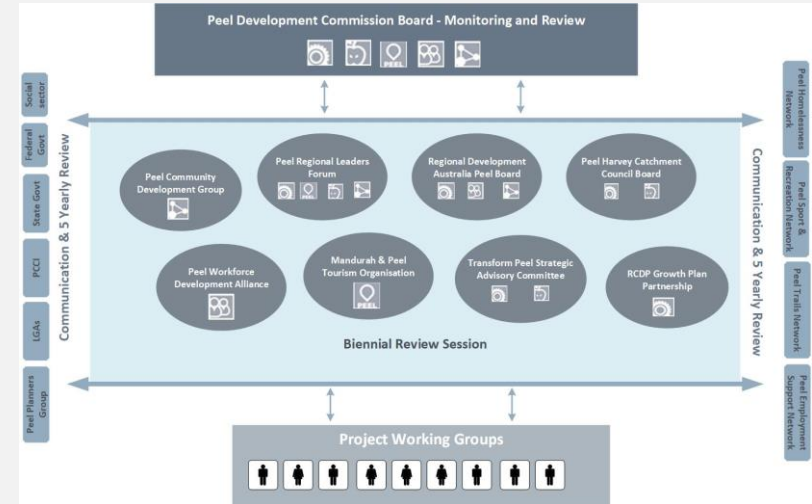 Peel Development Commission Board - Monitoring and Review
PEEL
Social
sector
Federal
Govt
State Govt
PCCI
LGAs
Peel Planners
Group
Communication & 5 Yearly Review
Peel Community
Development Group
Peel Regional Leaders
Forum
PEEL
Regional Development
Australia Peel Board
Peel Harvey Catchment
Council Board
Peel Workforce
Development Alliance
Mandurah & Peel
Tourism Organisation
PEEL
Transform Peel Strategic
Advisory Committee
RCDP Growth Plan
Partnership
Biennial Review Session
Communication & 5 Yearly Review
Peel Homelessness
Network
Peel Sport &
Recreation Network
Peel Trails Network
Peel Employment
Support Network
Project Working Groups